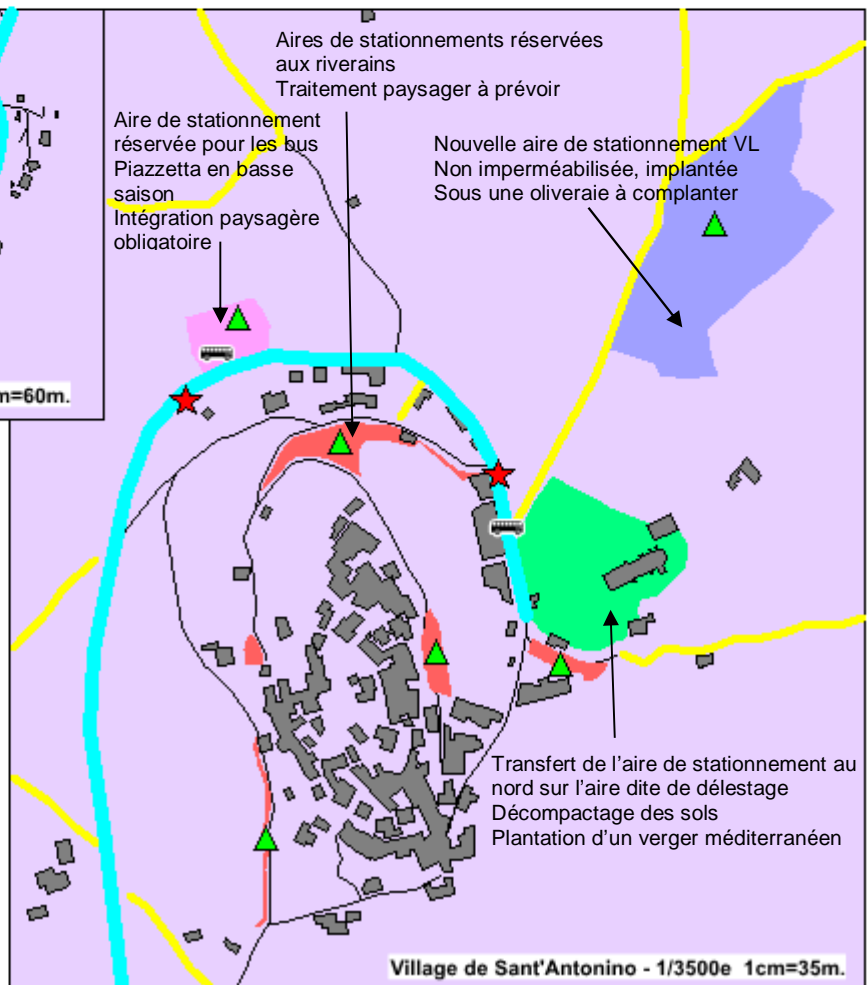 Aires de stationnements réservées
aux riverains
Traitement paysager à prévoir
Aire de stationnement
réservée pour les bus
Piazzetta en basse
saison
Intégration paysagère
obligatoire
Nouvelle aire de stationnement VL
Non imperméabilisée, implantée
Sous une oliveraie à complanter
m=60m.
Transfert de l'aire de stationnement au
nord sur l'aire dite de délestage
Décompactage des sols
Plantation d'un verger méditerranéen
Village de Sant'Antonino - 1/3500e 1cm=35m.